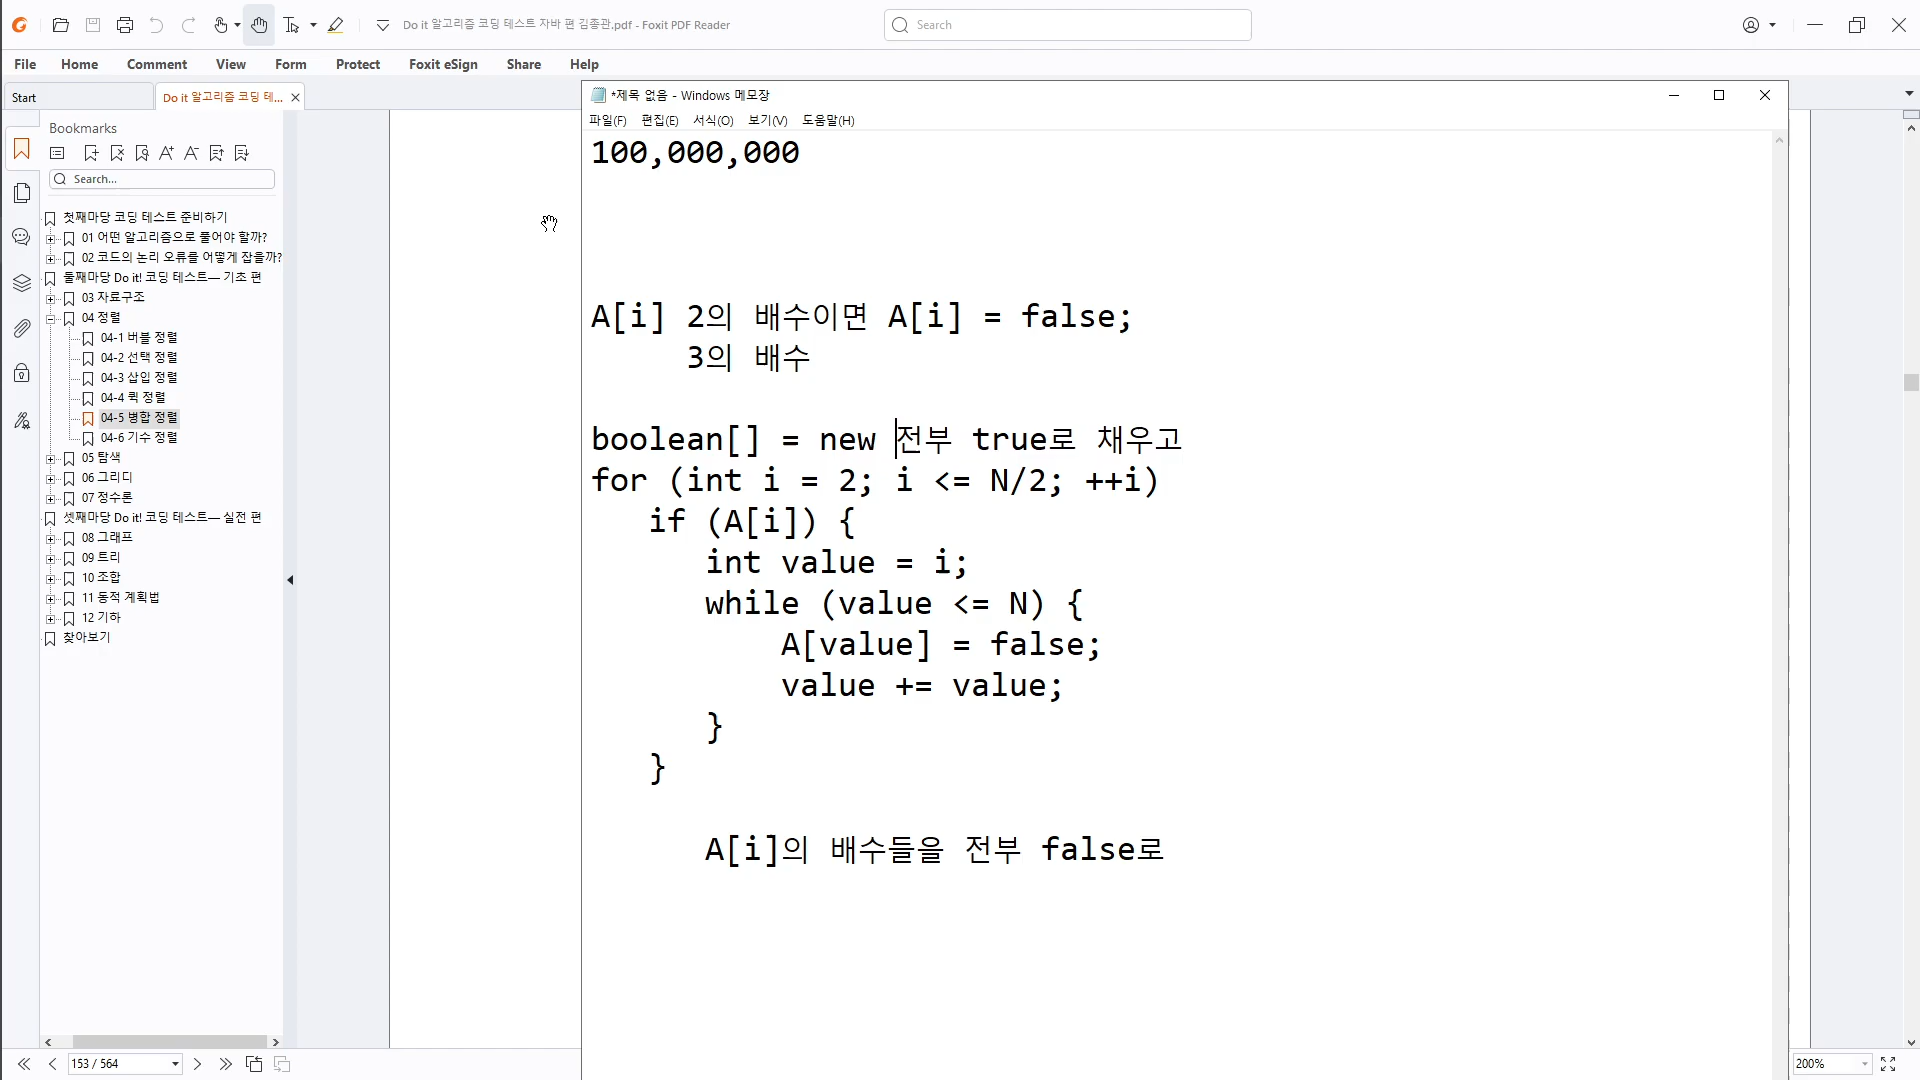 Do it 알고리즘 코딩 테스트 자바 편 김종관.pdf - Foxit PDF Reader
Search
File Home Comment View Form Protect Foxit eSign Share Help
Start
Do it 알고리즘 코딩 테...
Bookmarks
Search...
첫째마당 코딩 테스트 준비하기
01 어떤 알고리즘으로 풀어야 할까?
02 코드의 논리 오류를 어떻게 잡을까?
둘째마당 Do it! 코딩 테스트— 기초 편
03 자료구조
04 정렬
04-1 버블 정렬
04-2 선택 정렬
04-3 삽입 정렬
04-4 퀵 정렬
04-5 병합 정렬
04-6 기수 정렬
05 탐색
06 그리디
07 정수론
셋째마당 Do it! 코딩 테스트— 실전 편
08 그래프
09 트리
10 조합
11 동적 계획법
12 기하
찾아보기
153 / 564
*제목 없음 - Windows 메모장
파일(F) 편집(E) 서식(O) 보기(V) 도움말(H)
100,000,000
A[i] 2의 배수이면 A[i] = false;
3의 배수
boolean[] = new 전부 true로 채우고
for (int i = 2; i <= N/2; ++i)
if (A[i]) {
int value = i;
while (value <= N) {
A[value] = false;
value += value;
}
}
A[i]의 배수들을 전부 false로
200%